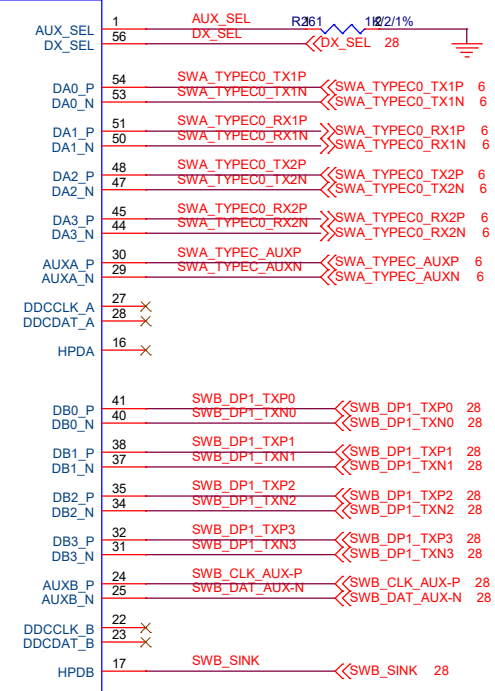 AUX_SEL 1 AUX_SEL 1K/2/1%
DX_SEL 56 DX_SEL DX_SEL 28
DA0_P 54 SWA_TYPEC0_TX1P SWA_TYPEC0_TX1P 6
DA0_N 53 SWA_TYPEC0_TX1N SWA_TYPEC0_TX1N 6
DA1_P 51 SWA_TYPEC0_RX1P SWA_TYPEC0_RX1P 6
DA1_N 50 SWA_TYPEC0_RX1N SWA_TYPEC0_RX1N 6
DA2_P 48 SWA_TYPEC0_TX2P SWA_TYPEC0_TX2P 6
DA2_N 47 SWA_TYPEC0_TX2N SWA_TYPEC0_TX2N 6
DA3_P 45 SWA_TYPEC0_RX2P SWA_TYPEC0_RX2P 6
DA3_N 44 SWA_TYPEC0_RX2N SWA_TYPEC0_RX2N 6
AUXA_P 30 SWA_TYPEC_AUXP SWA_TYPEC_AUXP 6
AUXA_N 29 SWA_TYPEC_AUXN SWA_TYPEC_AUXN 6
DDCCLK_A 27
DDCDAT_A 28
HPDA 16
DB0_P 41 SWB_DP1_TXP0 SWB_DP1_TXP0 28
DB0_N 40 SWB_DP1_TXN0 SWB_DP1_TXN0 28
DB1_P 38 SWB_DP1_TXP1 SWB_DP1_TXP1 28
DB1_N 37 SWB_DP1_TXN1 SWB_DP1_TXN1 28
DB2_P 35 SWB_DP1_TXP2 SWB_DP1_TXP2 28
DB2_N 34 SWB_DP1_TXN2 SWB_DP1_TXN2 28
DB3_P 32 SWB_DP1_TXP3 SWB_DP1_TXP3 28
DB3_N 31 SWB_DP1_TXN3 SWB_DP1_TXN3 28
AUXB_P 24 SWB_CLK_AUX-P SWB_CLK_AUX-P 28
AUXB_N 25 SWB_DAT_AUX-N SWB_DAT_AUX-N 28
DDCCLK_B 22
DDCDAT_B 23
HPDB 17 SWB_SINK SWB_SINK 28